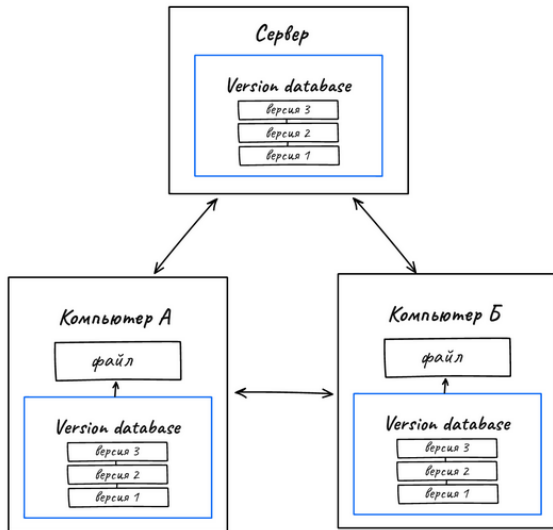 Сервер
Version database
версия 3
версия 2
версия 1
Компьютер А
файл
Version database
версия 3
версия 2
версия 1
Компьютер Б
файл
Version database
версия 3
версия 2
версия 1